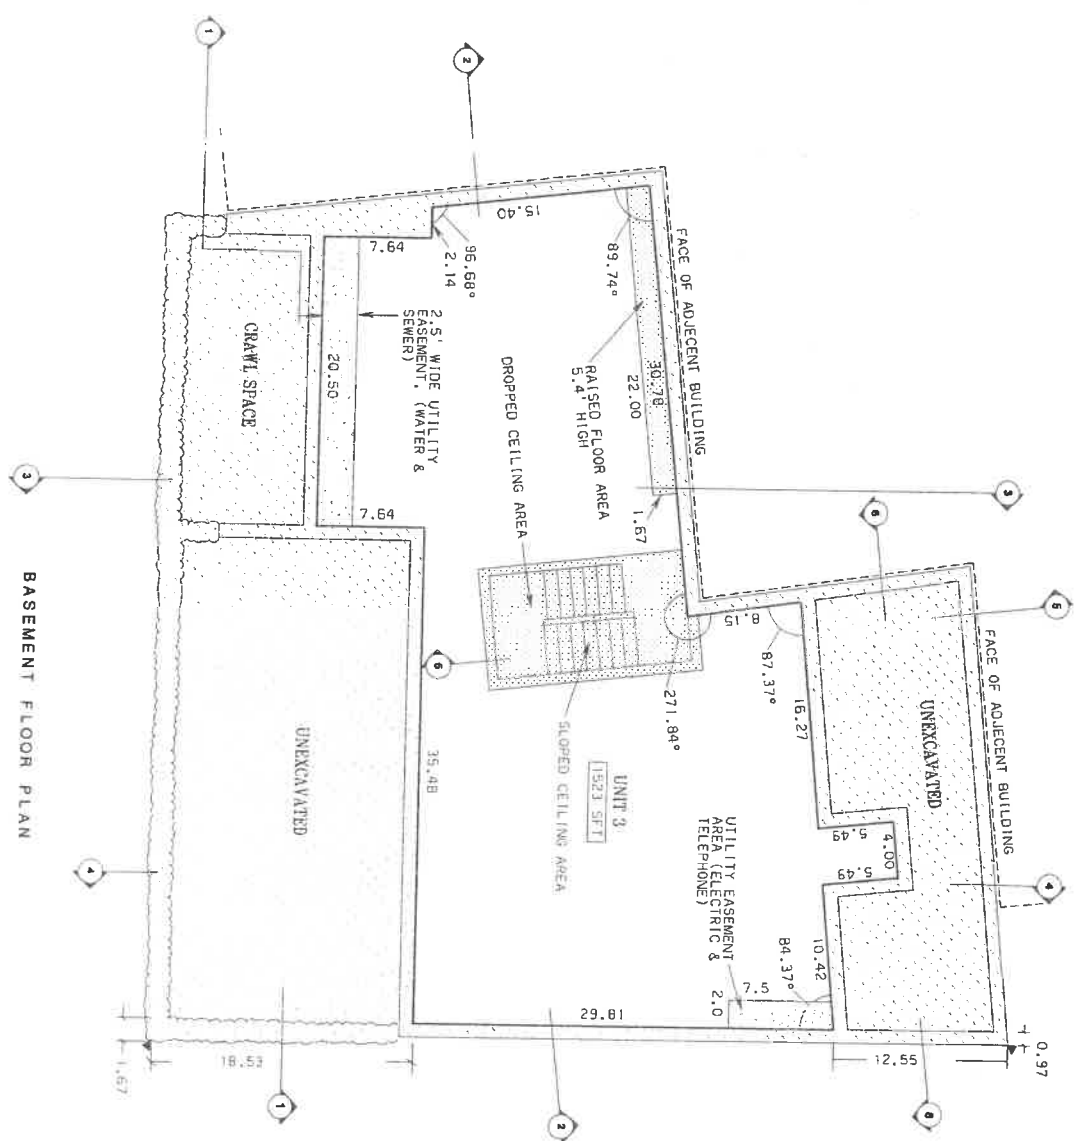 BASEMENT FLOOR PLAN
FACE OF ADJECENT BUILDING
FACE OF ADJECENT BUILDING
UNEXCAVATED
UNEXCAVATED
CRAWL SPACE
UNIT 3
1523 SFT
RAISED FLOOR AREA
5.4' HIGH
DROPPED CEILING AREA
SLOPED CEILING AREA
2.5' WIDE UTILITY
EASEMENT, (WATER &
SEWER)
UTILITY EASEMENT
AREA (ELECTRIC &
TELEPHONE)
15.40
7.64
2.14
96.68°
89.74°
30.78
22.00
1.67
20.50
7.64
8.15
87.37°
271.84°
16.27
5.49
4.00
5.49
10.42
84.37°
7.5
2.0
35.48
29.81
18.53
1.67
12.55
0.97
1
2
3
6
5
4
3
5
4
1
2